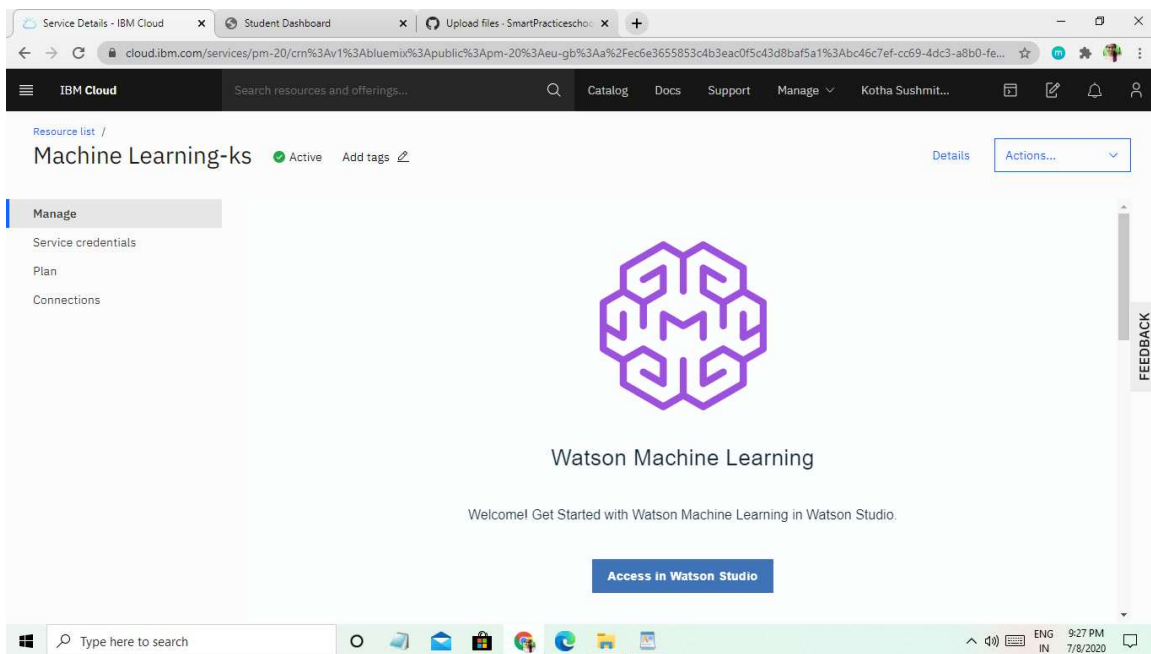 Service Details - IBM Cloud
Student Dashboard
Upload files - SmartPracticeschoo
cloud.ibm.com/services/pm-20/crn%3Av1%3Abluemix%3Apublic%3Apm-20%3Aeu-gb%3Aa%2Fec6e3655853c4b3eac0f5c43d8baf5a1%3Abc46c7ef-cc69-4dc3-a8b0-fe...
IBM Cloud
Search resources and offerings...
Catalog
Docs
Support
Manage
Kotha Sushmit...
Resource list /
Machine Learning-ks
Active
Add tags
Details
Actions...
Manage
Service credentials
Plan
Connections
FEEDBACK
Watson Machine Learning
Welcome! Get Started with Watson Machine Learning in Watson Studio.
Access in Watson Studio
Type here to search
ENG
IN
9:27 PM
7/8/2020